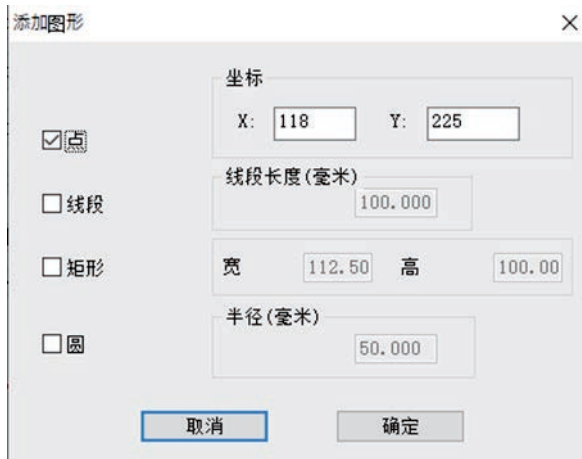 添加图形
坐标
X: 118 Y: 225
点
线段长度(毫米)
线段 100.000
矩形 宽 112.50 高 100.00
半径(毫米)
圆 50.000
取消 确定